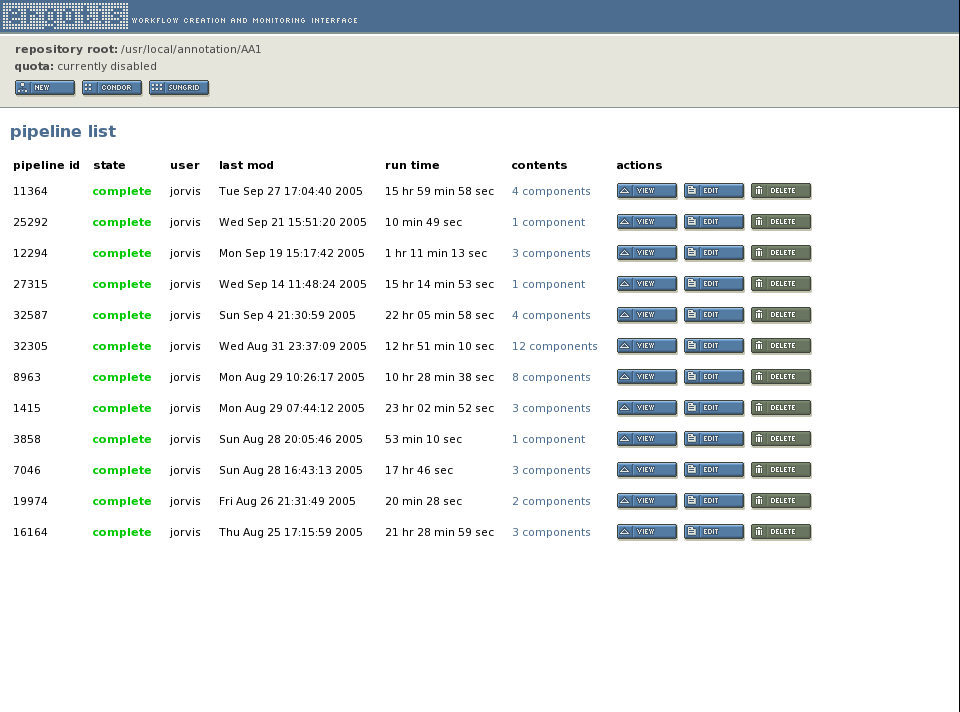 ergatis WORKFLOW CREATION AND MONITORING INTERFACE
repository root: /usr/local/annotation/AA1
quota: currently disabled
NEW CONDOR SUNGRID
pipeline list
pipeline id state user last mod run time contents actions
11364 complete jorvis Tue Sep 27 17:04:40 2005 15 hr 59 min 58 sec 4 components VIEW EDIT DELETE
25292 complete jorvis Wed Sep 21 15:51:20 2005 10 min 49 sec 1 component VIEW EDIT DELETE
12294 complete jorvis Mon Sep 19 15:17:42 2005 1 hr 11 min 13 sec 3 components VIEW EDIT DELETE
27315 complete jorvis Wed Sep 14 11:48:24 2005 15 hr 14 min 53 sec 1 component VIEW EDIT DELETE
32587 complete jorvis Sun Sep 4 21:30:59 2005 22 hr 05 min 58 sec 4 components VIEW EDIT DELETE
32305 complete jorvis Wed Aug 31 23:37:09 2005 12 hr 51 min 10 sec 12 components VIEW EDIT DELETE
8963 complete jorvis Mon Aug 29 10:26:17 2005 10 hr 28 min 38 sec 8 components VIEW EDIT DELETE
1415 complete jorvis Mon Aug 29 07:44:12 2005 23 hr 02 min 52 sec 3 components VIEW EDIT DELETE
3858 complete jorvis Sun Aug 28 20:05:46 2005 53 min 10 sec 1 component VIEW EDIT DELETE
7046 complete jorvis Sun Aug 28 16:43:13 2005 17 hr 46 sec 3 components VIEW EDIT DELETE
19974 complete jorvis Fri Aug 26 21:31:49 2005 20 min 28 sec 2 components VIEW EDIT DELETE
16164 complete jorvis Thu Aug 25 17:15:59 2005 21 hr 28 min 59 sec 3 components VIEW EDIT DELETE